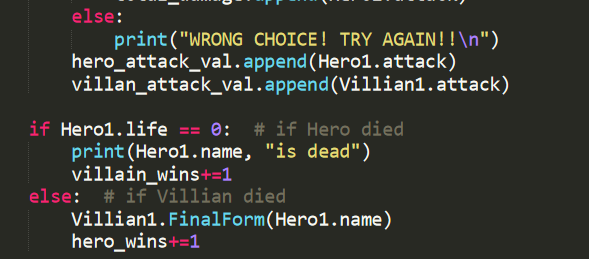 else:
print("WRONG CHOICE! TRY AGAIN!!\n")
hero_attack_val.append(Hero1.attack)
villan_attack_val.append(Villian1.attack)
if Hero1.life == 0:  # if Hero died
print(Hero1.name, "is dead")
villain_wins+=1
else:  # if Villian died
Villian1.FinalForm(Hero1.name)
hero_wins+=1